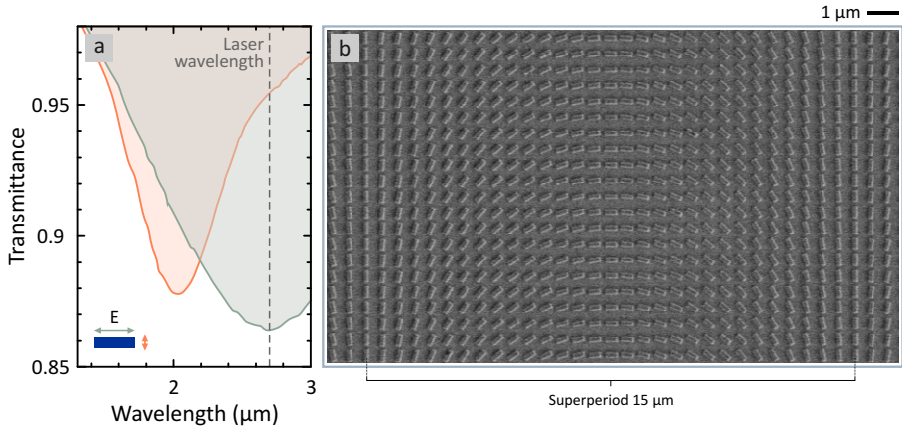 1 μm
a
Laser
wavelength
b
0.95
0.9
0.85
Transmittance
E
2
3
Wavelength (μm)
Superperiod 15 μm